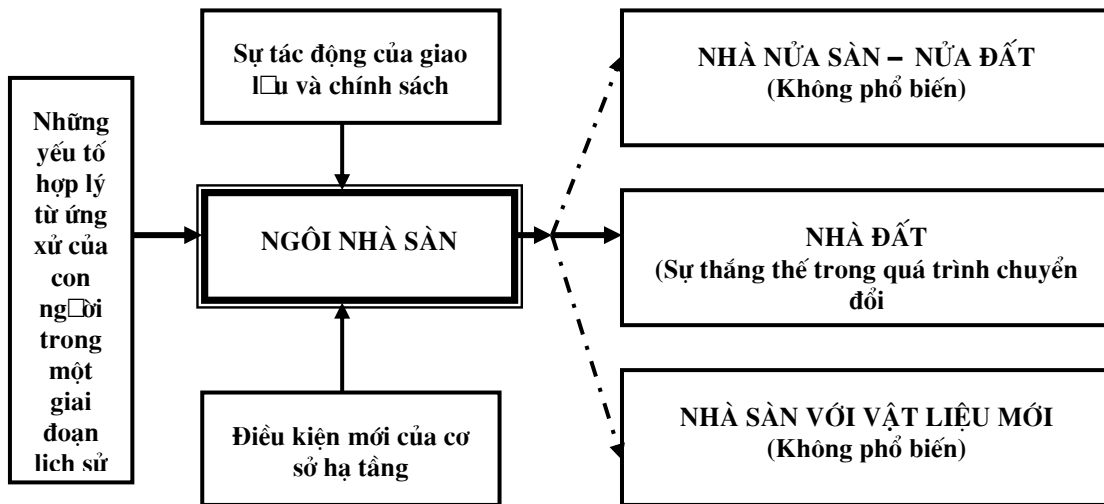 Những
yếu tố
hợp lý
từ ứng
xử của
con
ng□ời
trong
một
giai
đoạn
lịch sử
Sự tác động của giao
l□u và chính sách
NGÔI NHÀ SÀN
Điều kiện mới của cơ
sở hạ tầng
NHÀ NỬA SÀN – NỬA ĐẤT
(Không phổ biến)
NHÀ ĐẤT
(Sự thắng thế trong quá trình chuyển
đổi
NHÀ SÀN VỚI VẬT LIỆU MỚI
(Không phổ biến)